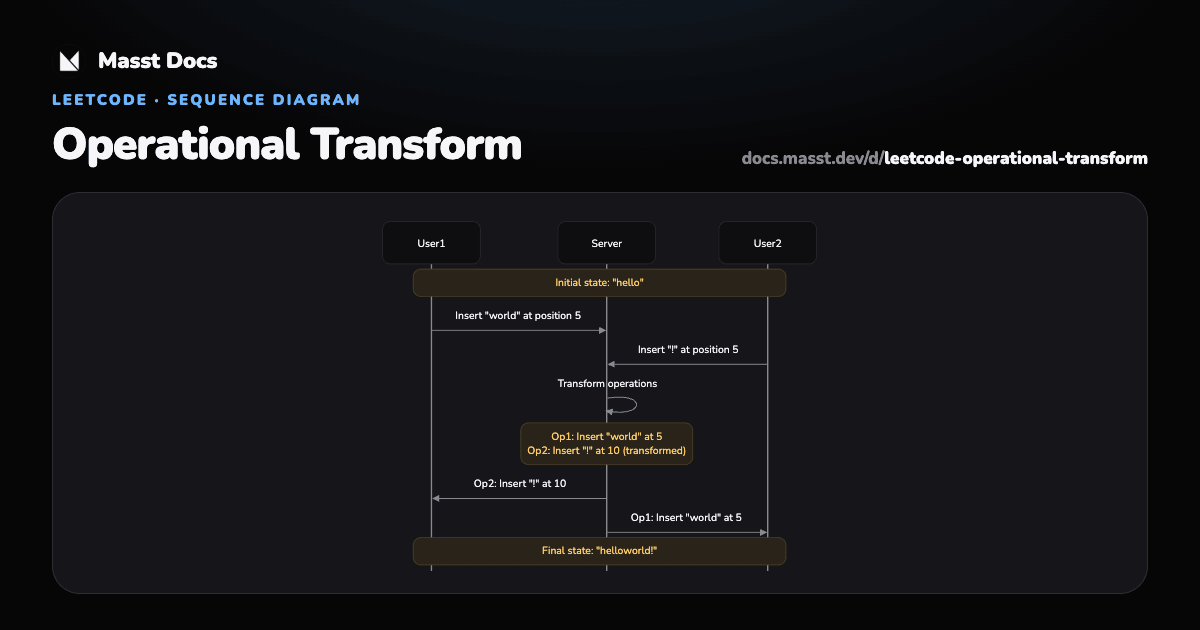 Masst Docs
LEETCODE · SEQUENCE DIAGRAM
Operational Transform
docs.masst.dev/d/leetcode-operational-transform
User1
Server
User2
Initial state: "hello"
Insert "world" at position 5
Insert "!" at position 5
Transform operations
Op1: Insert "world" at 5
Op2: Insert "!" at 10 (transformed)
Op2: Insert "!" at 10
Op1: Insert "world" at 5
Final state: "helloworld!"